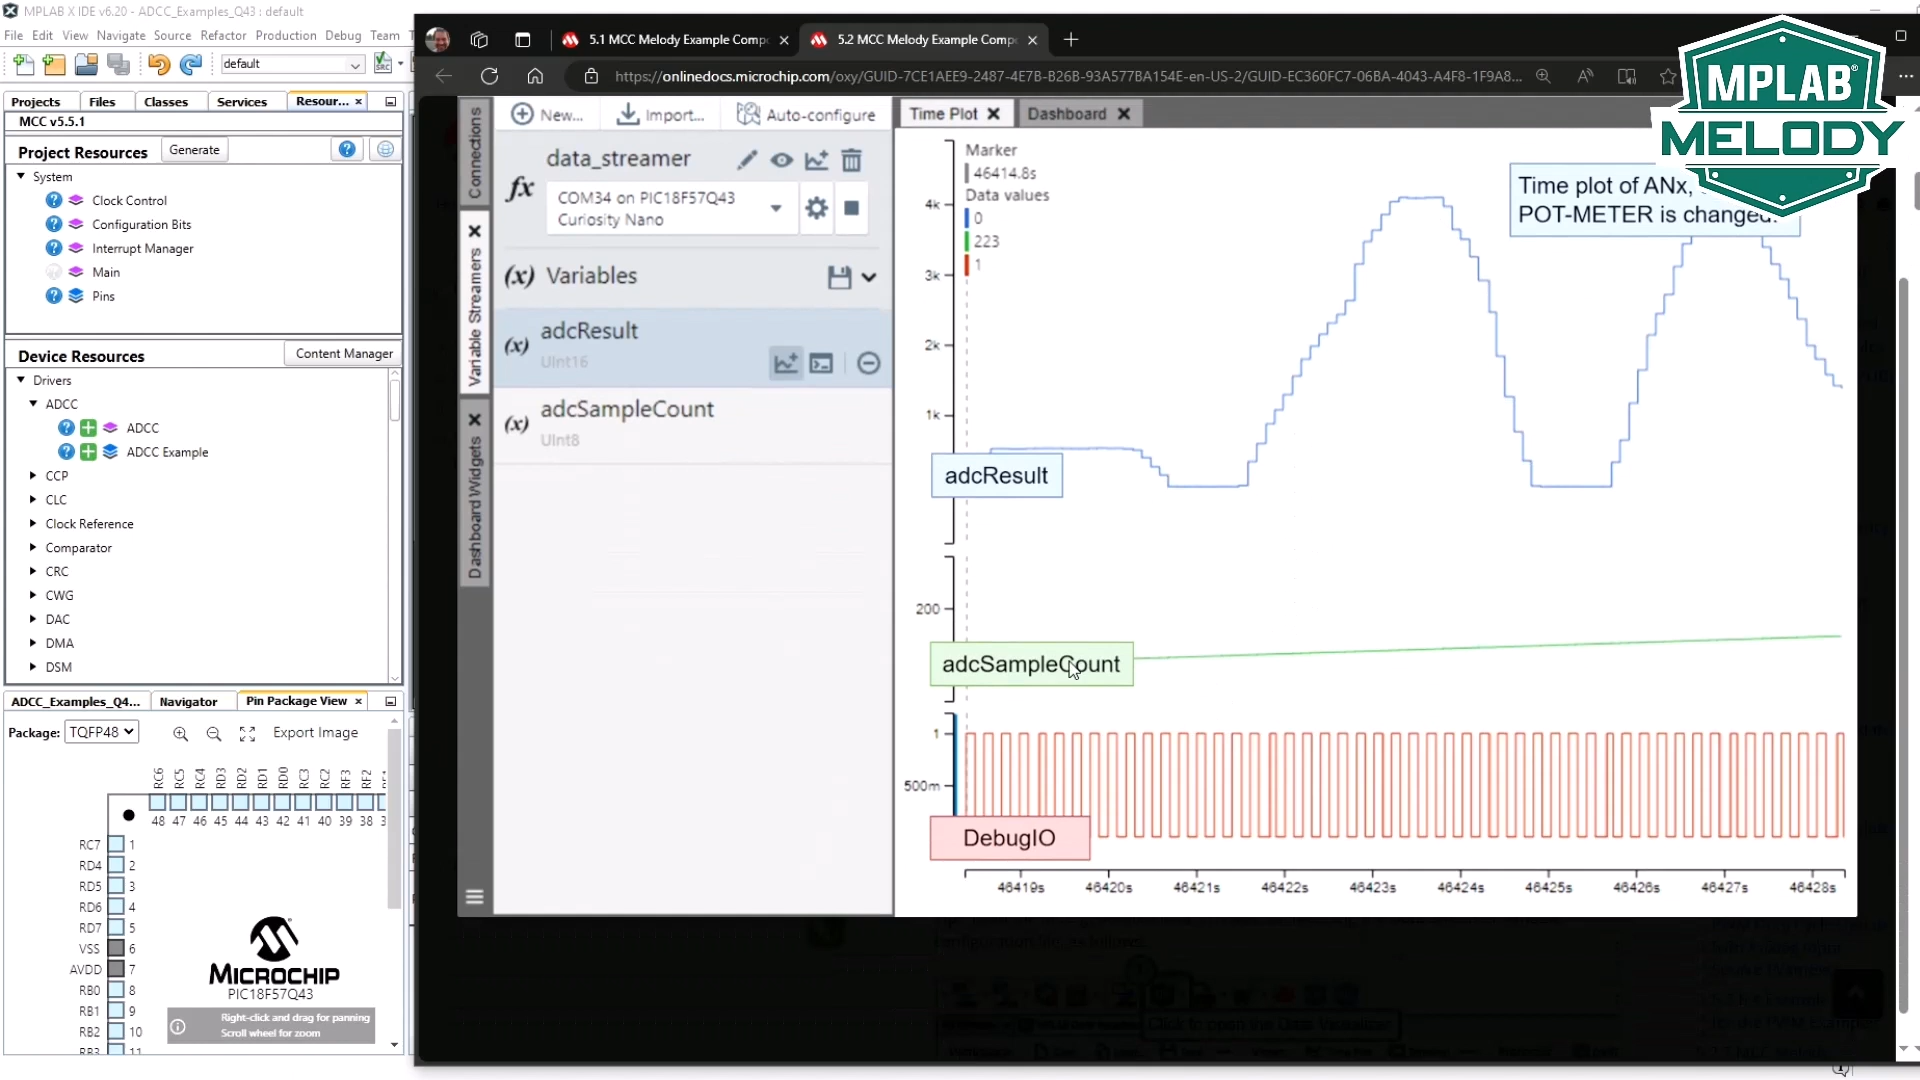 MPLAB X IDE v6.20 - ADCC_Examples_Q43 : default
File Edit View Navigate Source Refactor Production Debug Team
default
Projects Files Classes Services Resour... ×
MCC v5.5.1
Project Resources Generate
System
Clock Control
Configuration Bits
Interrupt Manager
Main
Pins
Device Resources Content Manager
Drivers
ADCC
ADCC
ADCC Example
CCP
CLC
Clock Reference
Comparator
CRC
CWG
DAC
DMA
DSM
ADCC_Examples_Q4... Navigator Pin Package View ×
Package: TQFP48 Export Image
RC6 RC5 RC4 RD3 RD2 RD1 RD0 RC3 RC2 RF3 RF2
48 47 46 45 44 43 42 41 40 39 38 3
RC7 1
RD4 2
RD5 3
RD6 4
RD7 5
VSS 6
AVDD 7
RB0 8
RB1 9
RB2 10
RB3 11
MICROCHIP
PIC18F57Q43
Right-click and drag for panning
Scroll wheel for zoom
5.1 MCC Melody Example Compo
5.2 MCC Melody Example Comp
https://onlinedocs.microchip.com/oxy/GUID-7CE1AEE9-2487-4E7B-B26B-93A577BA154E-en-US-2/GUID-EC360FC7-06BA-4043-A4F8-1F9A8...
MPLAB®
MELODY
Connections
Variable Streamers
Dashboard Widgets
New... Import... Auto-configure
fx data_streamer
COM34 on PIC18F57Q43
Curiosity Nano
(x) Variables
(x) adcResult
UInt16
(x) adcSampleCount
UInt8
Time Plot Dashboard
Marker
46414.8s
Data values
0
223
1
Time plot of ANx,
POT-METER is changed.
4k
3k
2k
1k
adcResult
200
adcSampleCount
1
500m
DebugIO
46419s 46420s 46421s 46422s 46423s 46424s 46425s 46426s 46427s 46428s
configuration for as follows: